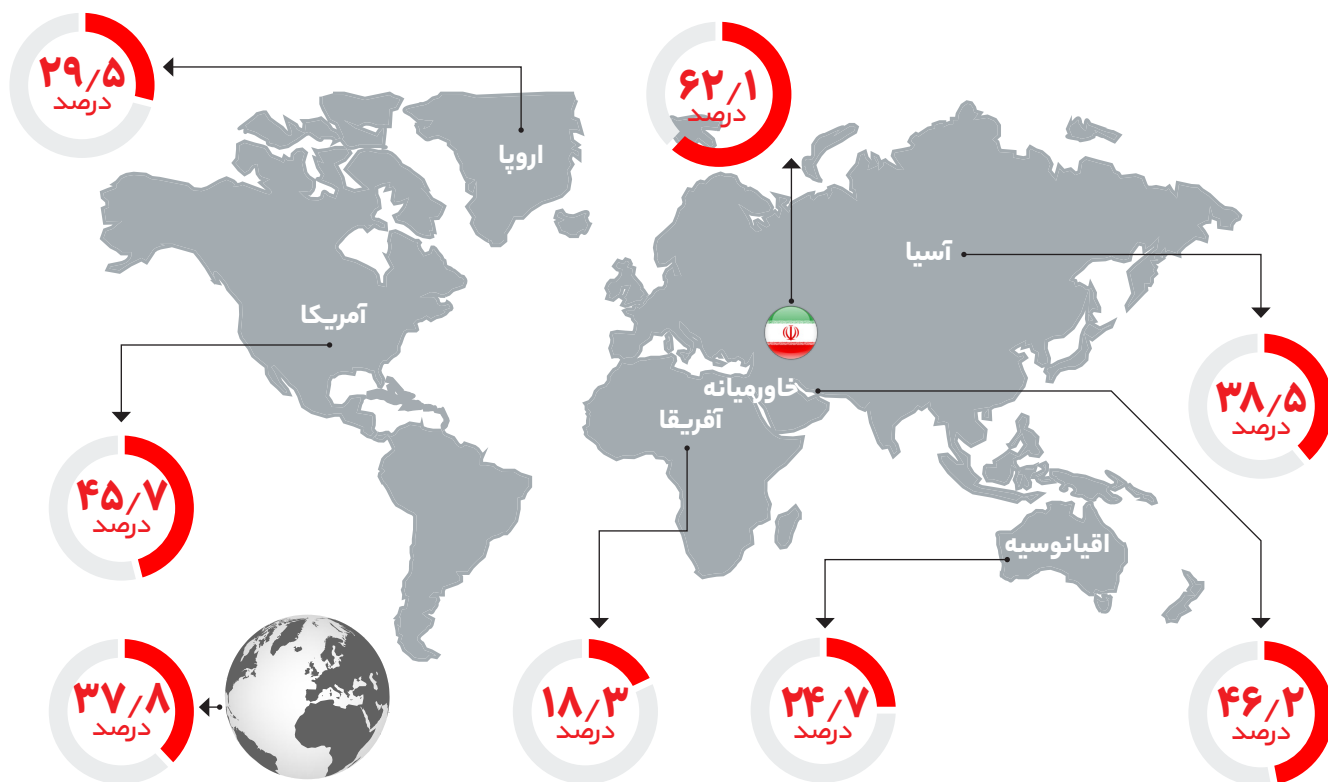 ۲۹٫۵
درصد
۶۲٫۱
درصد
اروپا
آسیا
آمریکا
خاورمیانه
آفریقا
۳۸٫۵
درصد
۴۵٫۷
درصد
اقیانوسیه
۳۷٫۸
درصد
۱۸٫۳
درصد
۲۴٫۷
درصد
۴۶٫۲
درصد